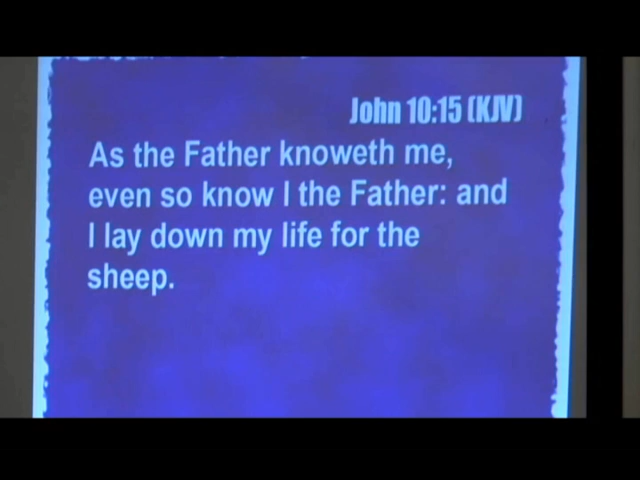 John 10:15 (KJV)
As the Father knoweth me,
even so know I the Father: and
I lay down my life for the
sheep.